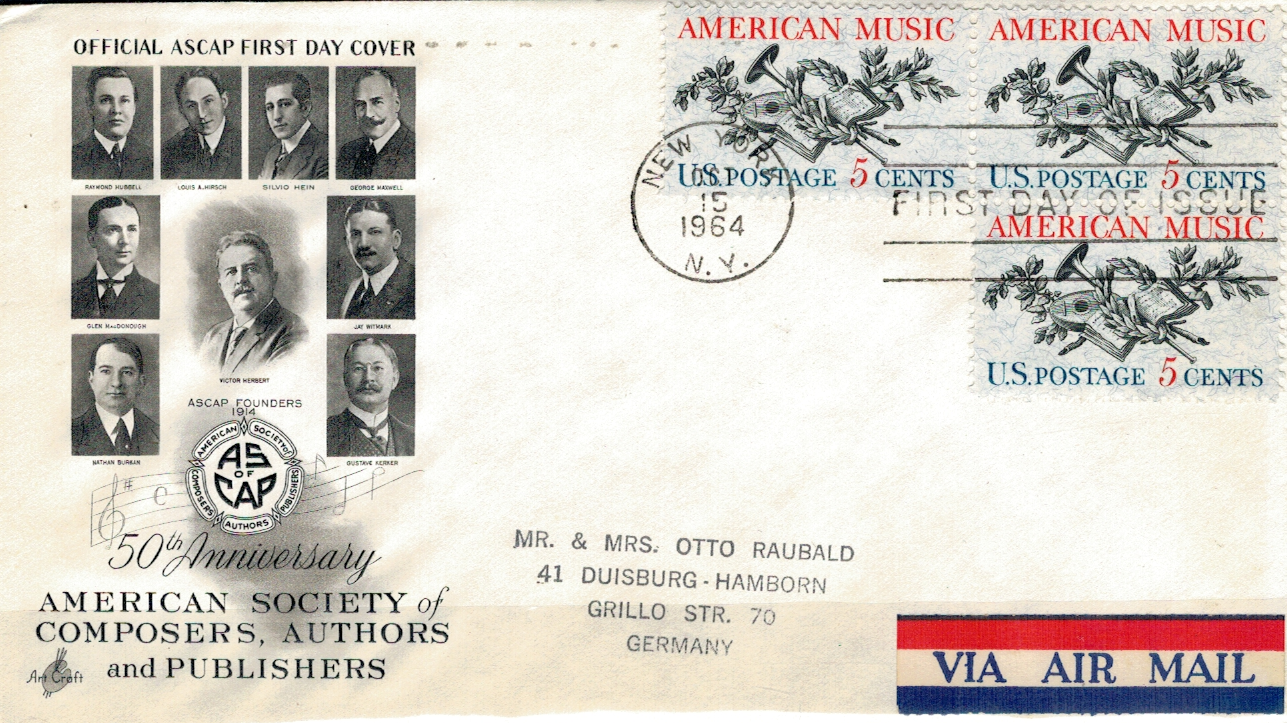 OFFICIAL ASCAP FIRST DAY COVER
RAYMOND HUBBELL
LOUIS A. HIRSCH
SILVIO HEIN
GEORGE MAXWELL
GLEN MacDONOUGH
JAY WITMARK
VICTOR HERBERT
NATHAN BURKAN
GUSTAVE KERKER
ASCAP FOUNDERS
1914
AMERICAN SOCIETY of
COMPOSERS AUTHORS PUBLISHERS
AS
OF
CAP
50th Anniversary
AMERICAN SOCIETY of
COMPOSERS, AUTHORS
and PUBLISHERS
Art Craft
AMERICAN MUSIC
U.S. POSTAGE 5 CENTS
AMERICAN MUSIC
U.S. POSTAGE 5 CENTS
AMERICAN MUSIC
U.S. POSTAGE 5 CENTS
NEW YORK
OCT
15
1964
N.Y.
FIRST DAY OF ISSUE
MR. & MRS. OTTO RAUBALD
41 DUISBURG-HAMBORN
GRILLO STR. 70
GERMANY
VIA AIR MAIL